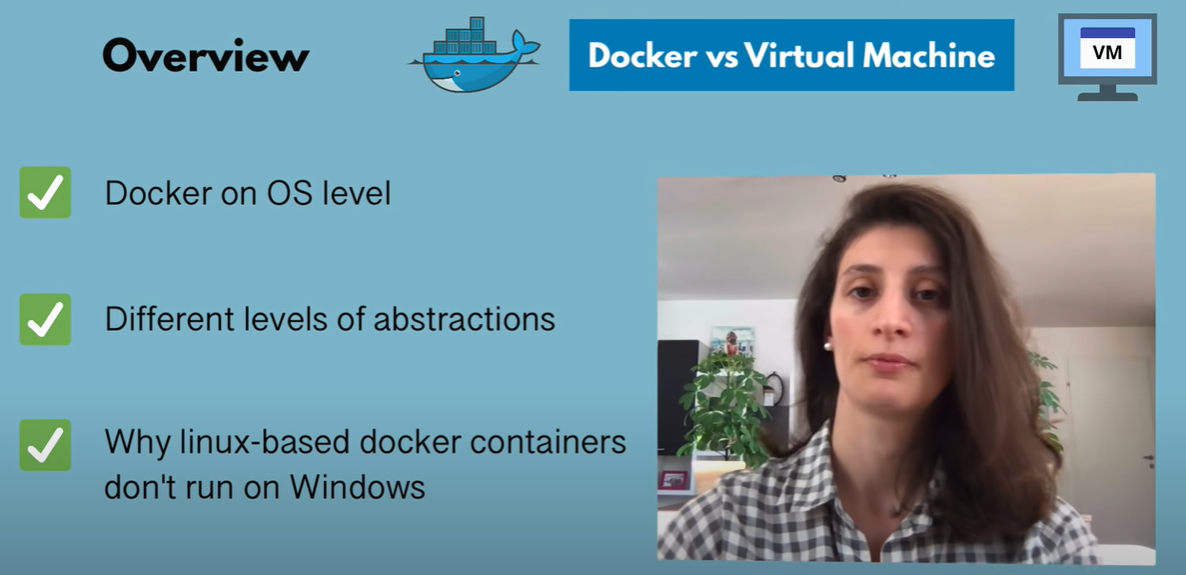 Overview
Docker vs Virtual Machine
VM
Docker on OS level
Different levels of abstractions
Why linux-based docker containers
don't run on Windows